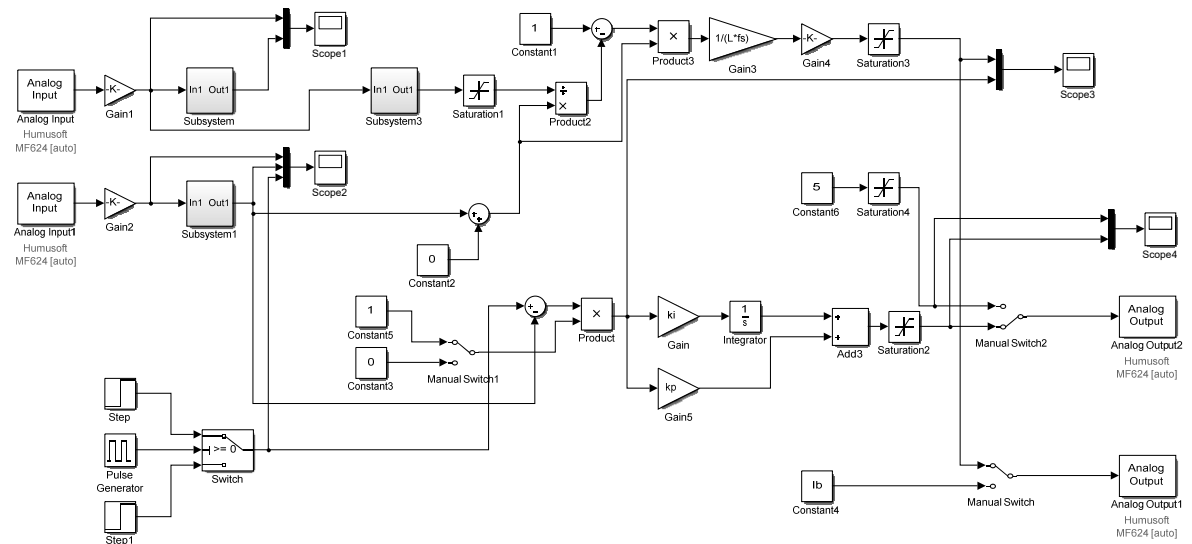 Scope1
Analog
Input
Analog Input
Humusoft
MF624 [auto]
-K-
Gain1
In1 Out1
Subsystem
In1 Out1
Subsystem3
Saturation1
1
Constant1
+
-
÷
×
Product2
×
Product3
1/(L*fs)
Gain3
-K-
Gain4
Saturation3
Scope3
Analog
Input
Analog Input1
Humusoft
MF624 [auto]
-K-
Gain2
In1 Out1
Subsystem1
Scope2
+
+
0
Constant2
5
Constant6
Saturation4
Scope4
1
Constant5
0
Constant3
Manual Switch1
+
-
×
Product
ki
Gain
1
s
Integrator
kp
Gain5
+
+
Add3
Saturation2
Manual Switch2
Analog
Output
Analog Output2
Humusoft
MF624 [auto]
Step
Pulse
Generator
Step1
>= 0
Switch
Ib
Constant4
Manual Switch
Analog
Output
Analog Output1
Humusoft
MF624 [auto]